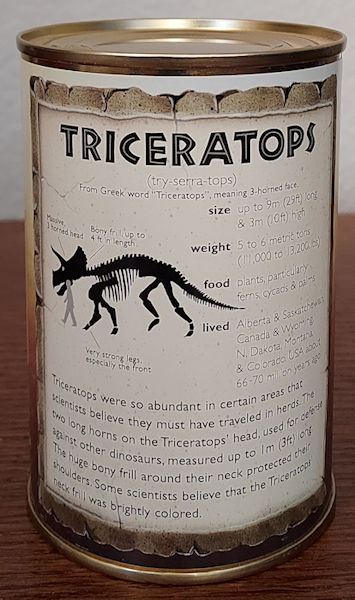 TRICERATOPS
(try-serra-tops)
From Greek word "Triceratops", meaning 3-horned face.
size up to 9m (29ft) long
& 3m (10ft) high
Massive,
3 horned head
Bony frill, up to
4 ft in length
weight 5 to 6 metric tons
(11,000 to 13,200 lbs)
food plants, particularly
ferns, cycads & palms
lived Alberta & Saskatchewan,
Canada & Wyoming,
N. Dakota, Montana
& Colorado, USA about
66-70 million years ago
Very strong legs,
especially the front
Triceratops were so abundant in certain areas that
scientists believe they must have traveled in herds. The
two long horns on the Triceratops' head, used for defense
against other dinosaurs, measured up to 1m (3ft) long.
The huge bony frill around their neck protected their
shoulders. Some scientists believe that the Triceratops
neck frill was brightly colored.